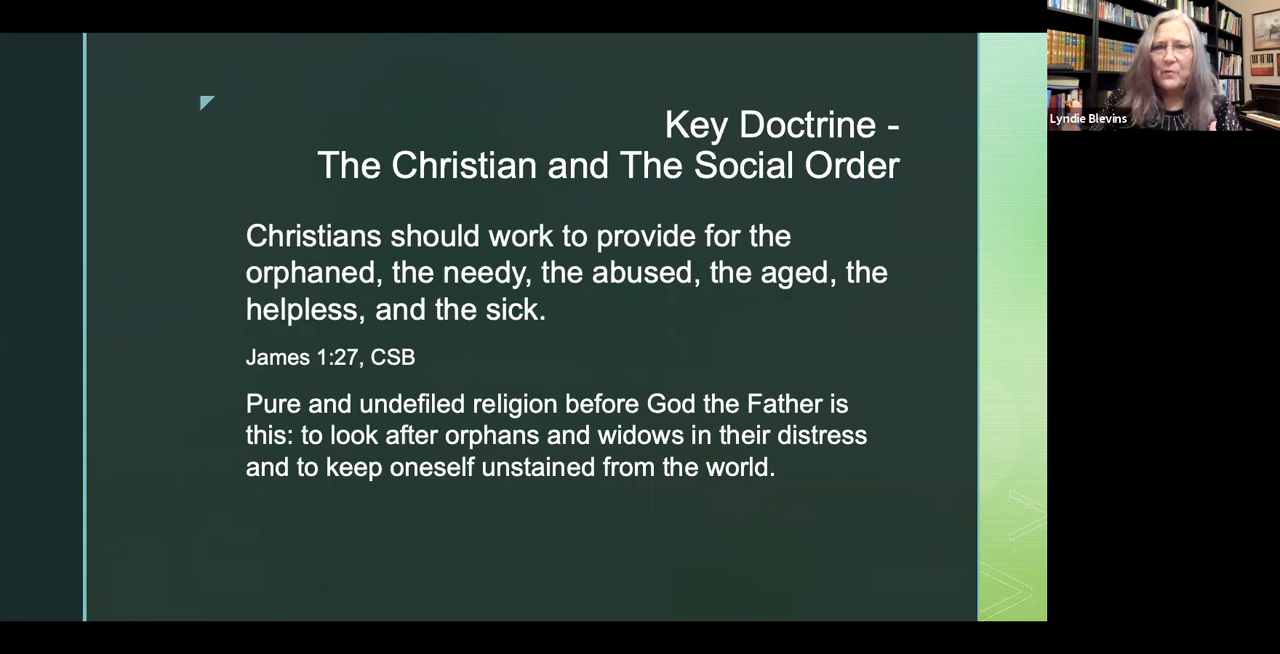 Key Doctrine -
The Christian and The Social Order
Christians should work to provide for the
orphaned, the needy, the abused, the aged, the
helpless, and the sick.
James 1:27, CSB
Pure and undefiled religion before God the Father is
this: to look after orphans and widows in their distress
and to keep oneself unstained from the world.
Lyndie Blevins